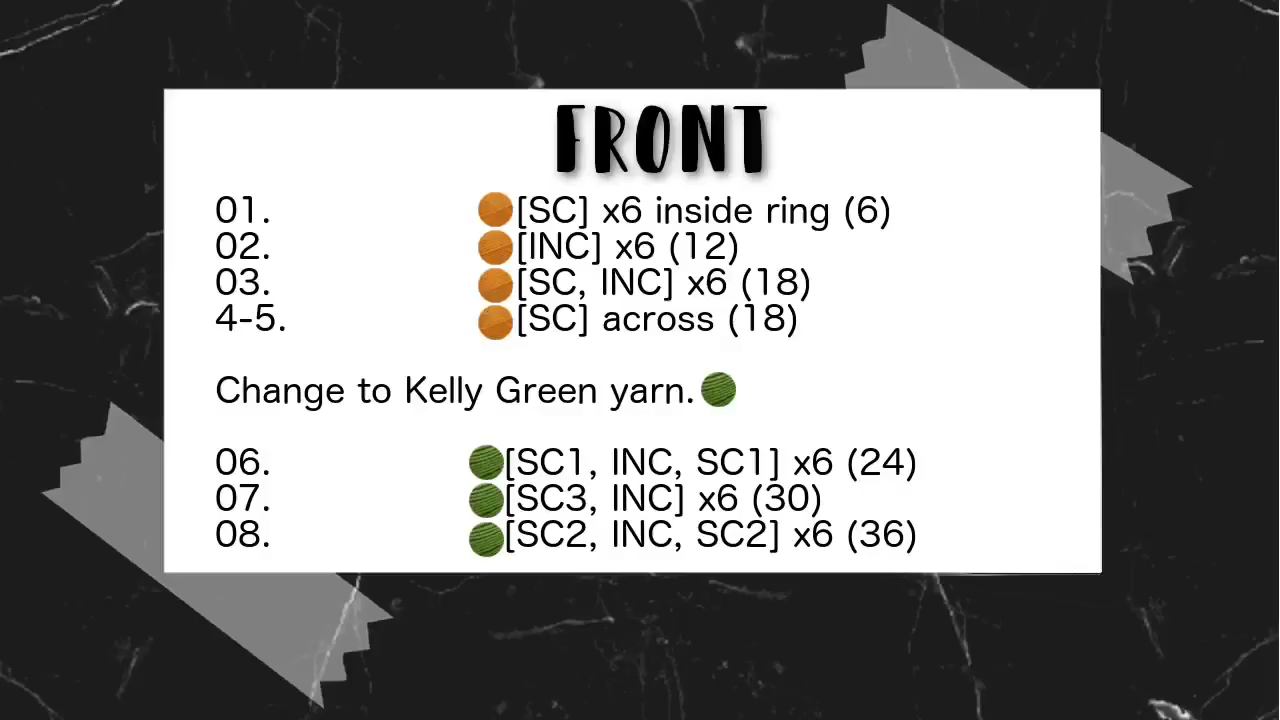 FRONT
01. [SC] x6 inside ring (6)
02. [INC] x6 (12)
03. [SC, INC] x6 (18)
4-5. [SC] across (18)
Change to Kelly Green yarn.
06. [SC1, INC, SC1] x6 (24)
07. [SC3, INC] x6 (30)
08. [SC2, INC, SC2] x6 (36)